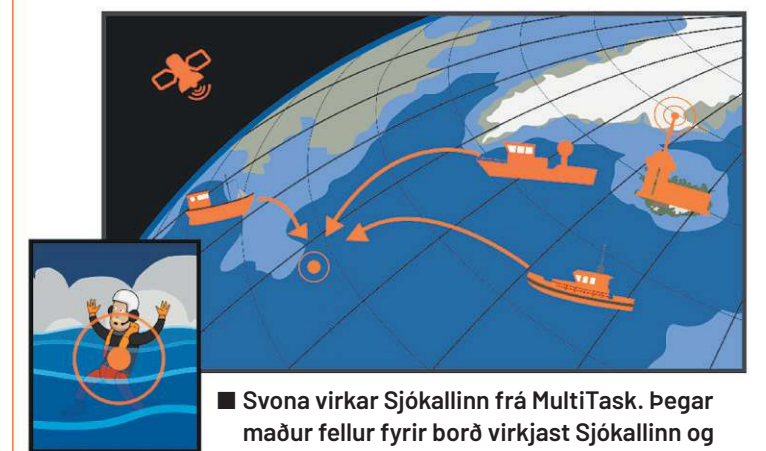 ■ Svona virkar Sjókallinn frá MultiTask. Þegar
maður fellur fyrir borð virkjast Sjókallinn og